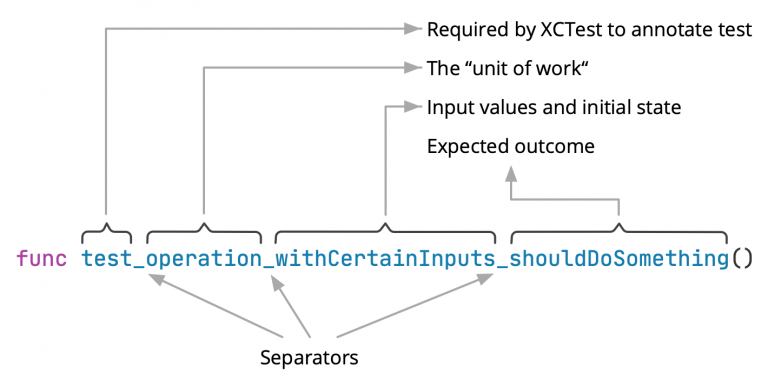 Required by XCTest to annotate test
The “unit of work“
Input values and initial state
Expected outcome
func test_operation_withCertainInputs_shouldDoSomething()
Separators